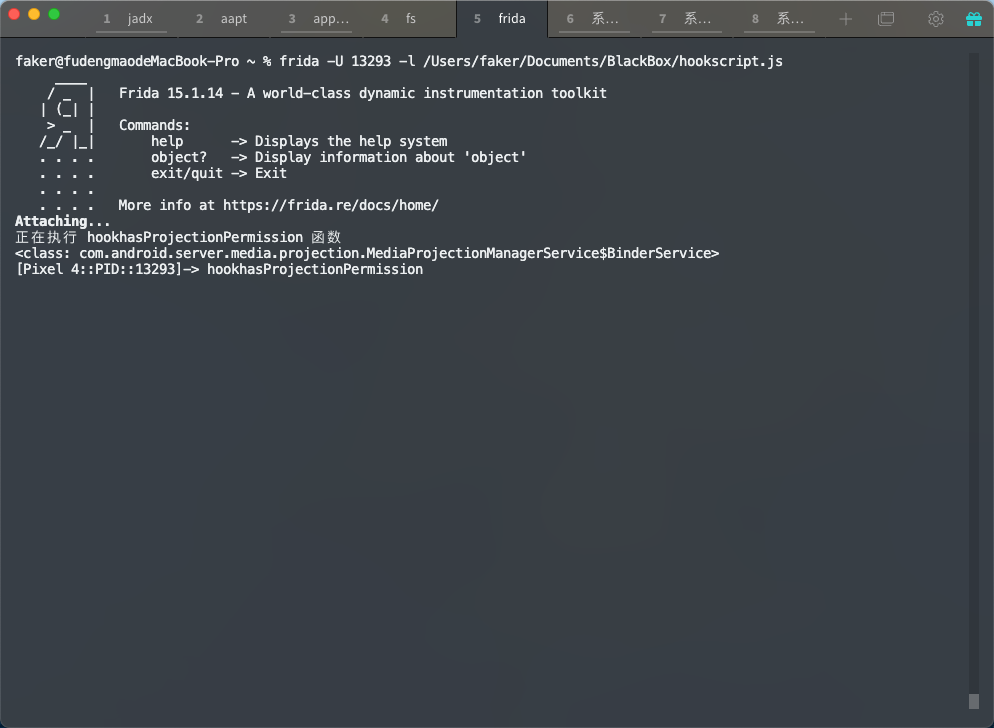 1 jadx 2 aapt 3 app... 4 fs 5 frida 6 系... 7 系... 8 系...
faker@fudengmaodeMacBook-Pro ~ % frida -U 13293 -l /Users/faker/Documents/BlackBox/hookscript.js
     ____
    / _  |   Frida 15.1.14 - A world-class dynamic instrumentation toolkit
   | (_| |
    > _  |   Commands:
   /_/ |_|       help      -> Displays the help system
   . . . .       object?   -> Display information about 'object'
   . . . .       exit/quit -> Exit
   . . . .
   . . . .   More info at https://frida.re/docs/home/
Attaching...
正在执行 hookhasProjectionPermission 函数
<class: com.android.server.media.projection.MediaProjectionManagerService$BinderService>
[Pixel 4::PID::13293]-> hookhasProjectionPermission